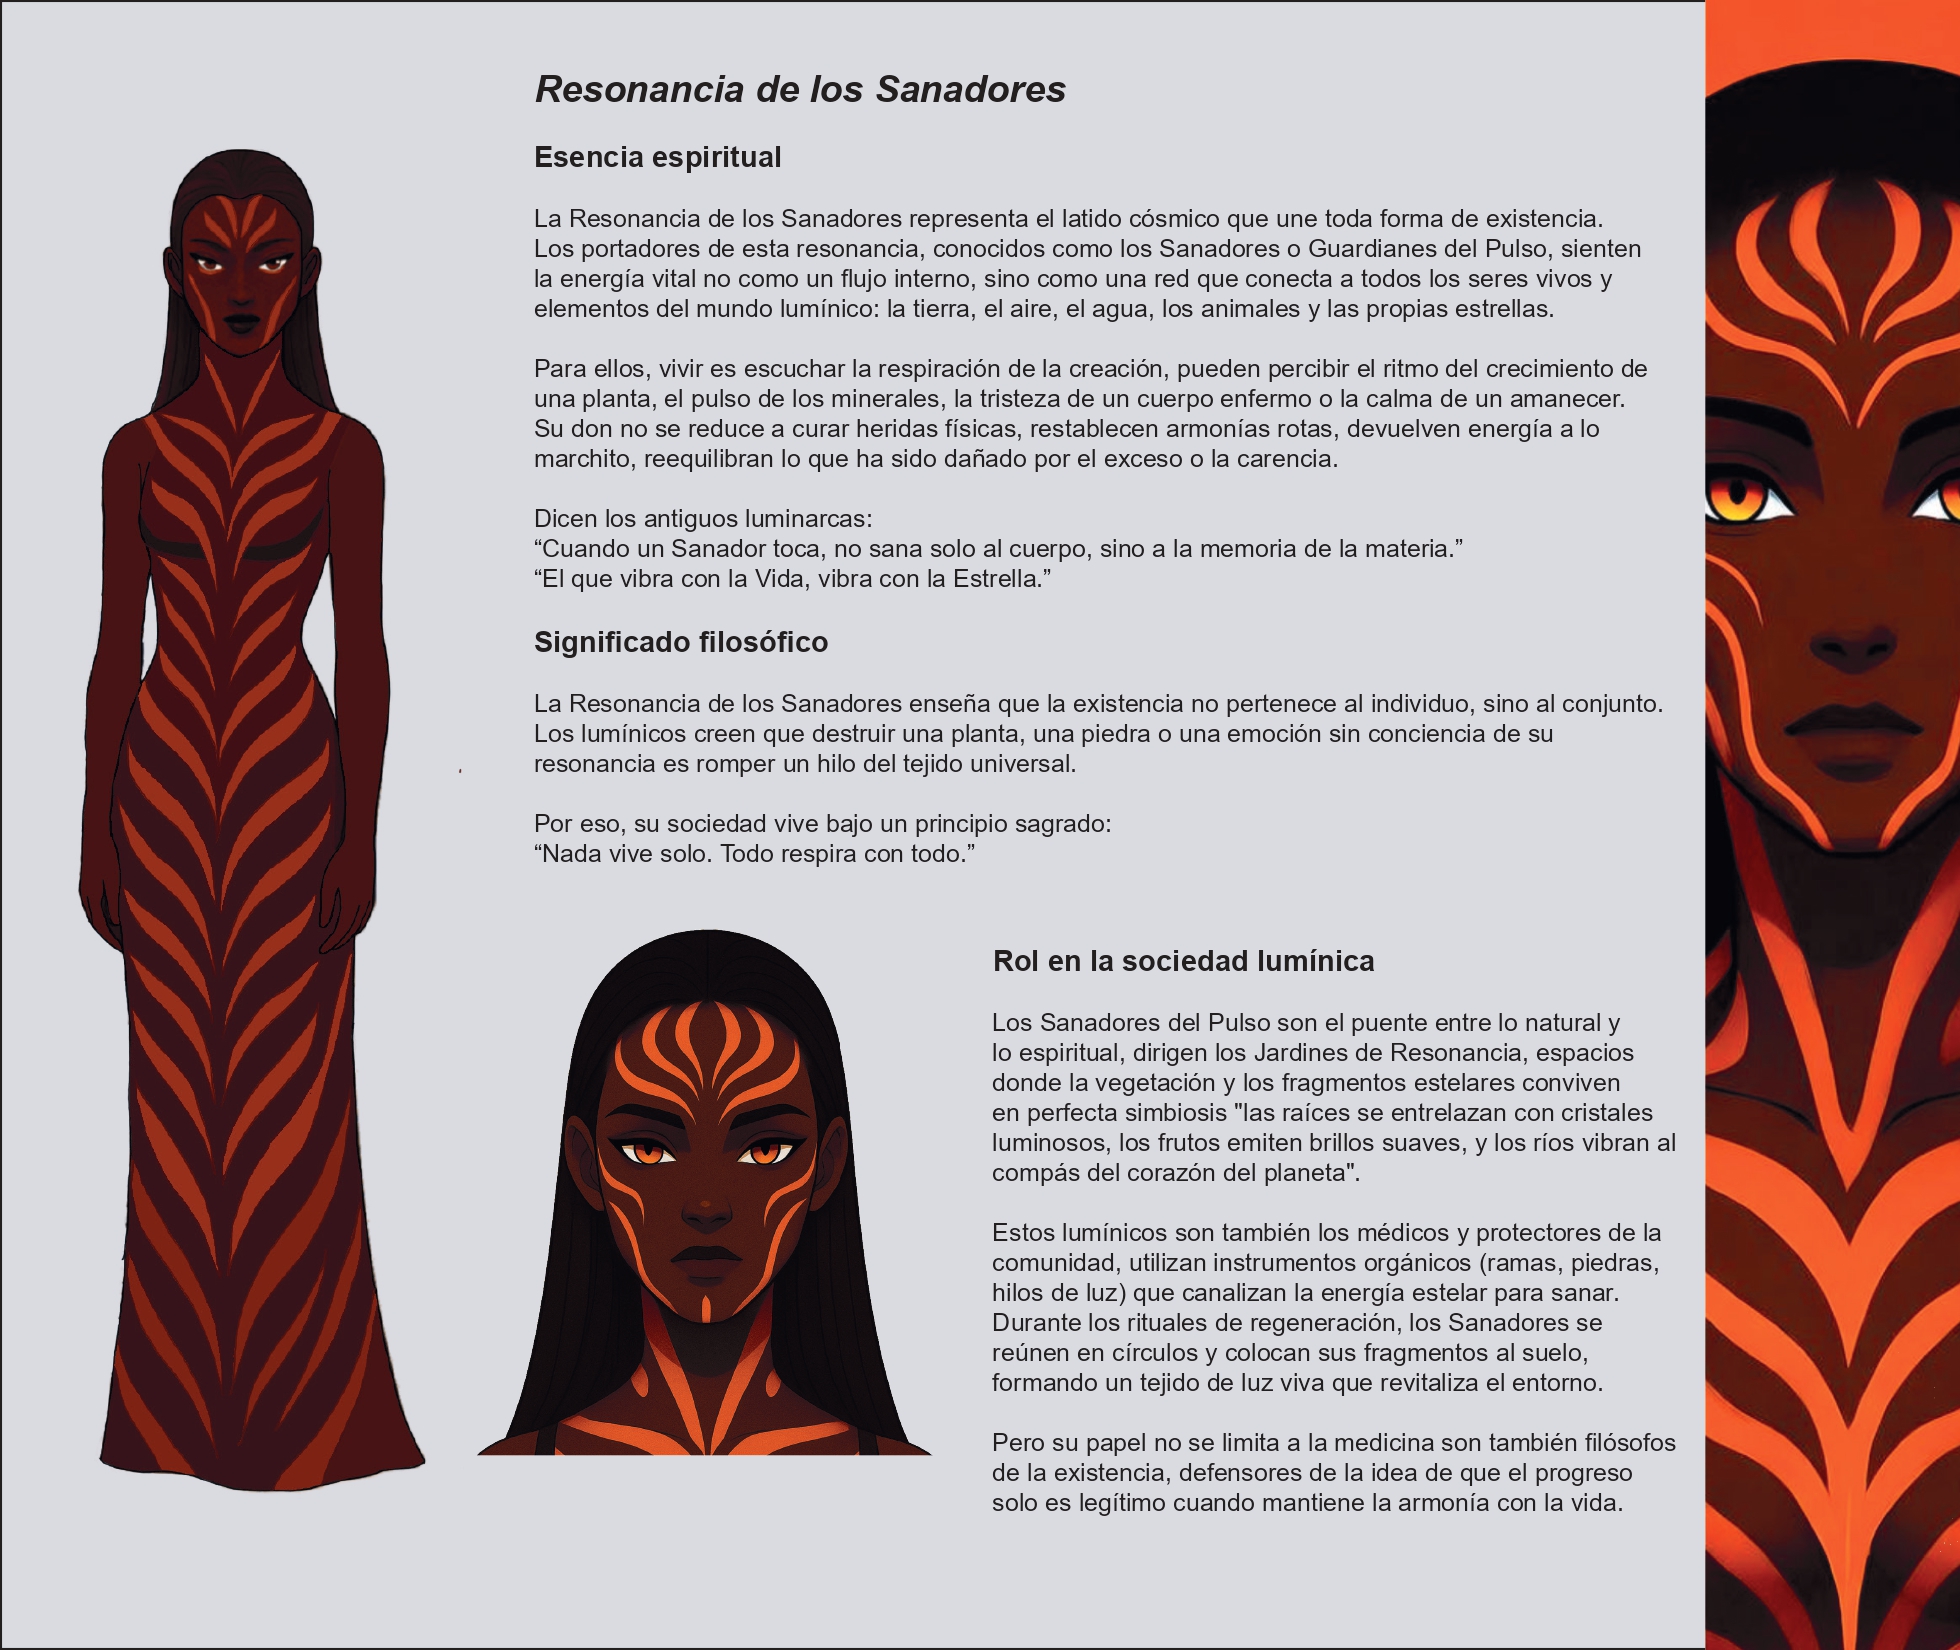 Resonancia de los Sanadores
Esencia espiritual
La Resonancia de los Sanadores representa el latido cósmico que une toda forma de existencia.
Los portadores de esta resonancia, conocidos como los Sanadores o Guardianes del Pulso, sienten
la energía vital no como un flujo interno, sino como una red que conecta a todos los seres vivos y
elementos del mundo lumínico: la tierra, el aire, el agua, los animales y las propias estrellas.
Para ellos, vivir es escuchar la respiración de la creación, pueden percibir el ritmo del crecimiento de
una planta, el pulso de los minerales, la tristeza de un cuerpo enfermo o la calma de un amanecer.
Su don no se reduce a curar heridas físicas, restablecen armonías rotas, devuelven energía a lo
marchito, reequilibran lo que ha sido dañado por el exceso o la carencia.
Dicen los antiguos luminarcas:
“Cuando un Sanador toca, no sana solo al cuerpo, sino a la memoria de la materia.”
“El que vibra con la Vida, vibra con la Estrella.”
Significado filosófico
La Resonancia de los Sanadores enseña que la existencia no pertenece al individuo, sino al conjunto.
Los lumínicos creen que destruir una planta, una piedra o una emoción sin conciencia de su
resonancia es romper un hilo del tejido universal.
Por eso, su sociedad vive bajo un principio sagrado:
“Nada vive solo. Todo respira con todo.”
Rol en la sociedad lumínica
Los Sanadores del Pulso son el puente entre lo natural y
lo espiritual, dirigen los Jardines de Resonancia, espacios
donde la vegetación y los fragmentos estelares conviven
en perfecta simbiosis "las raíces se entrelazan con cristales
luminosos, los frutos emiten brillos suaves, y los ríos vibran al
compás del corazón del planeta".
Estos lumínicos son también los médicos y protectores de la
comunidad, utilizan instrumentos orgánicos (ramas, piedras,
hilos de luz) que canalizan la energía estelar para sanar.
Durante los rituales de regeneración, los Sanadores se
reúnen en círculos y colocan sus fragmentos al suelo,
formando un tejido de luz viva que revitaliza el entorno.
Pero su papel no se limita a la medicina son también filósofos
de la existencia, defensores de la idea de que el progreso
solo es legítimo cuando mantiene la armonía con la vida.